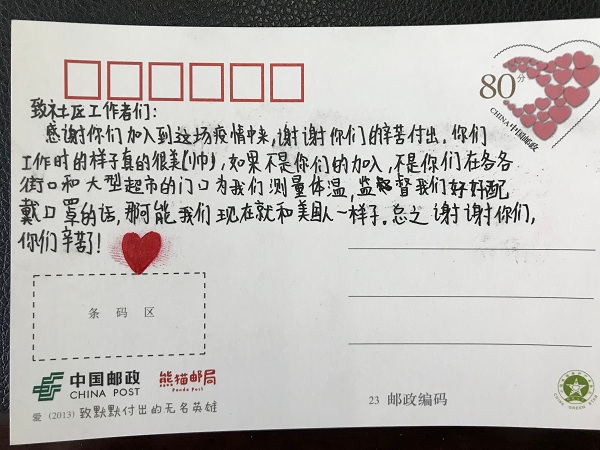 80分
CHINA 中国邮政
致社区工作者们:
感谢你们加入到这场疫情中来,谢谢你们的辛苦付出。你们
工作时的样子真的很美(帅),如果不是你们的加入,不是你们在各各
街口和大型超市的门口为我们测量体温,监督我们好好配
戴口罩的话,那可能我们现在就和美国人一样子。总之谢谢你们,
你们辛苦了!
条码区
中国邮政
CHINA POST
熊猫邮局
Panda Post
爱 (2013) 致默默付出的无名英雄
23 邮政编码